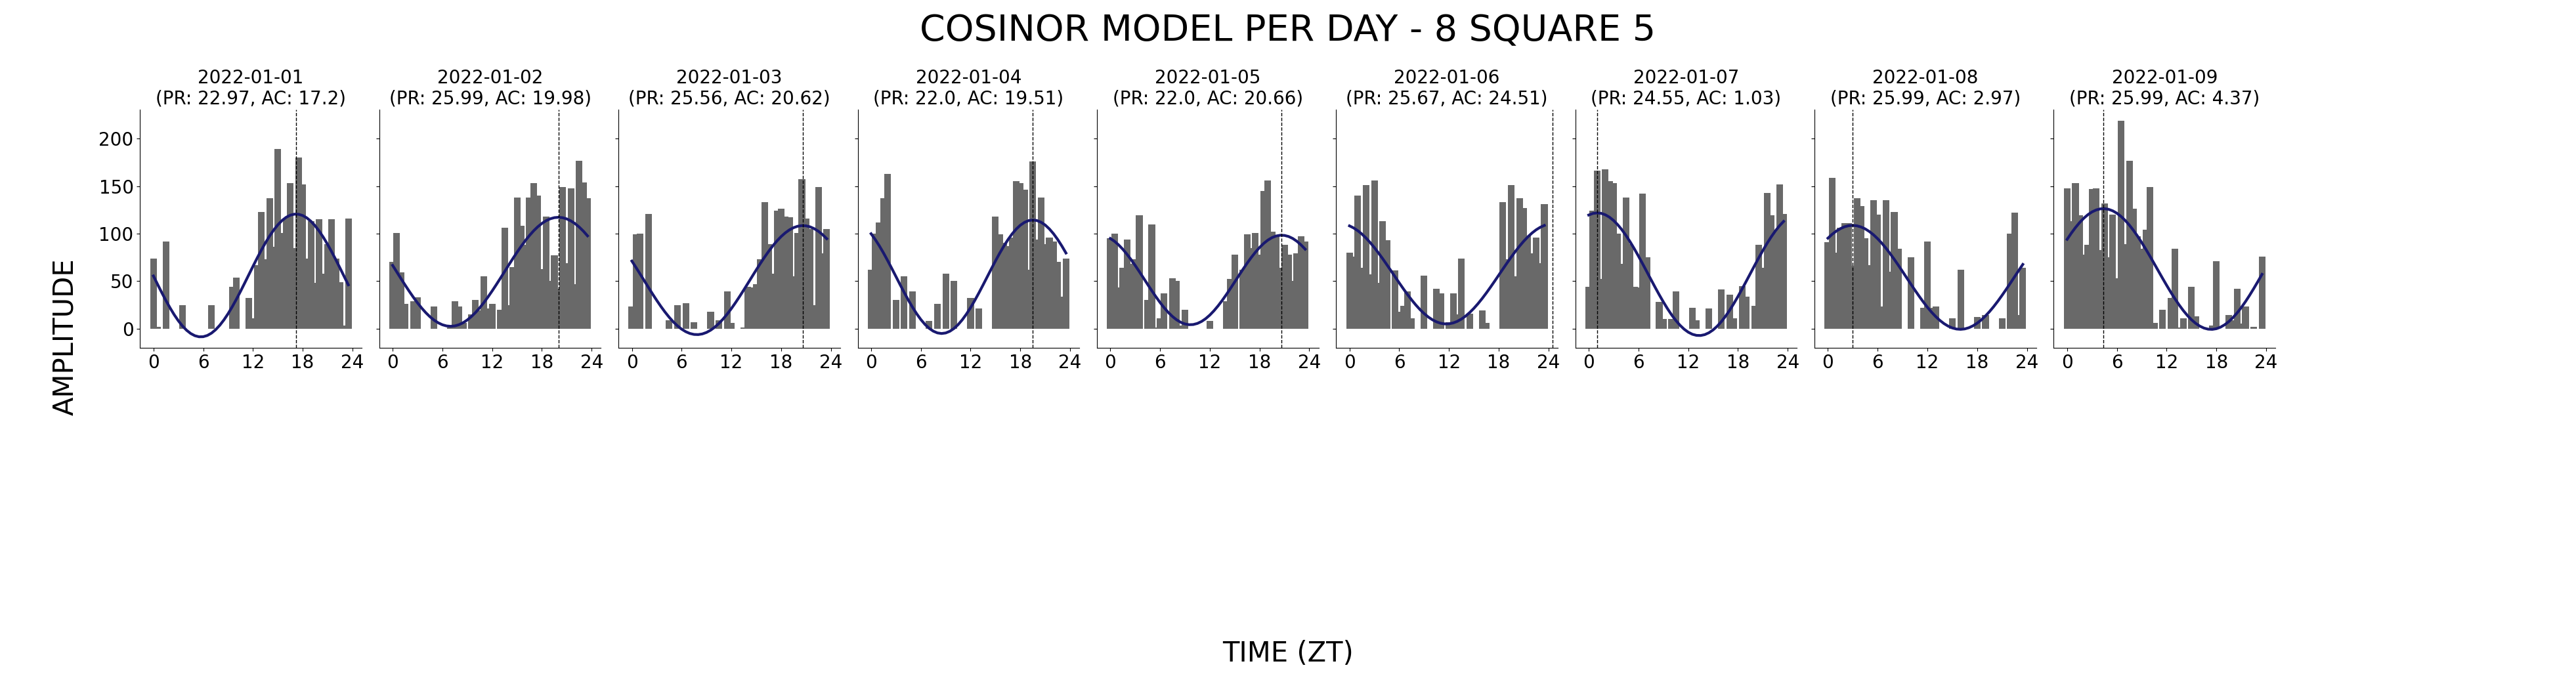 COSINOR MODEL PER DAY - 8 SQUARE 5
2022-01-01
(PR: 22.97, AC: 17.2)
2022-01-02
(PR: 25.99, AC: 19.98)
2022-01-03
(PR: 25.56, AC: 20.62)
2022-01-04
(PR: 22.0, AC: 19.51)
2022-01-05
(PR: 22.0, AC: 20.66)
2022-01-06
(PR: 25.67, AC: 24.51)
2022-01-07
(PR: 24.55, AC: 1.03)
2022-01-08
(PR: 25.99, AC: 2.97)
2022-01-09
(PR: 25.99, AC: 4.37)
200
150
100
50
0
0 6 12 18 24
0 6 12 18 24
0 6 12 18 24
0 6 12 18 24
0 6 12 18 24
0 6 12 18 24
0 6 12 18 24
0 6 12 18 24
0 6 12 18 24
AMPLITUDE
TIME (ZT)